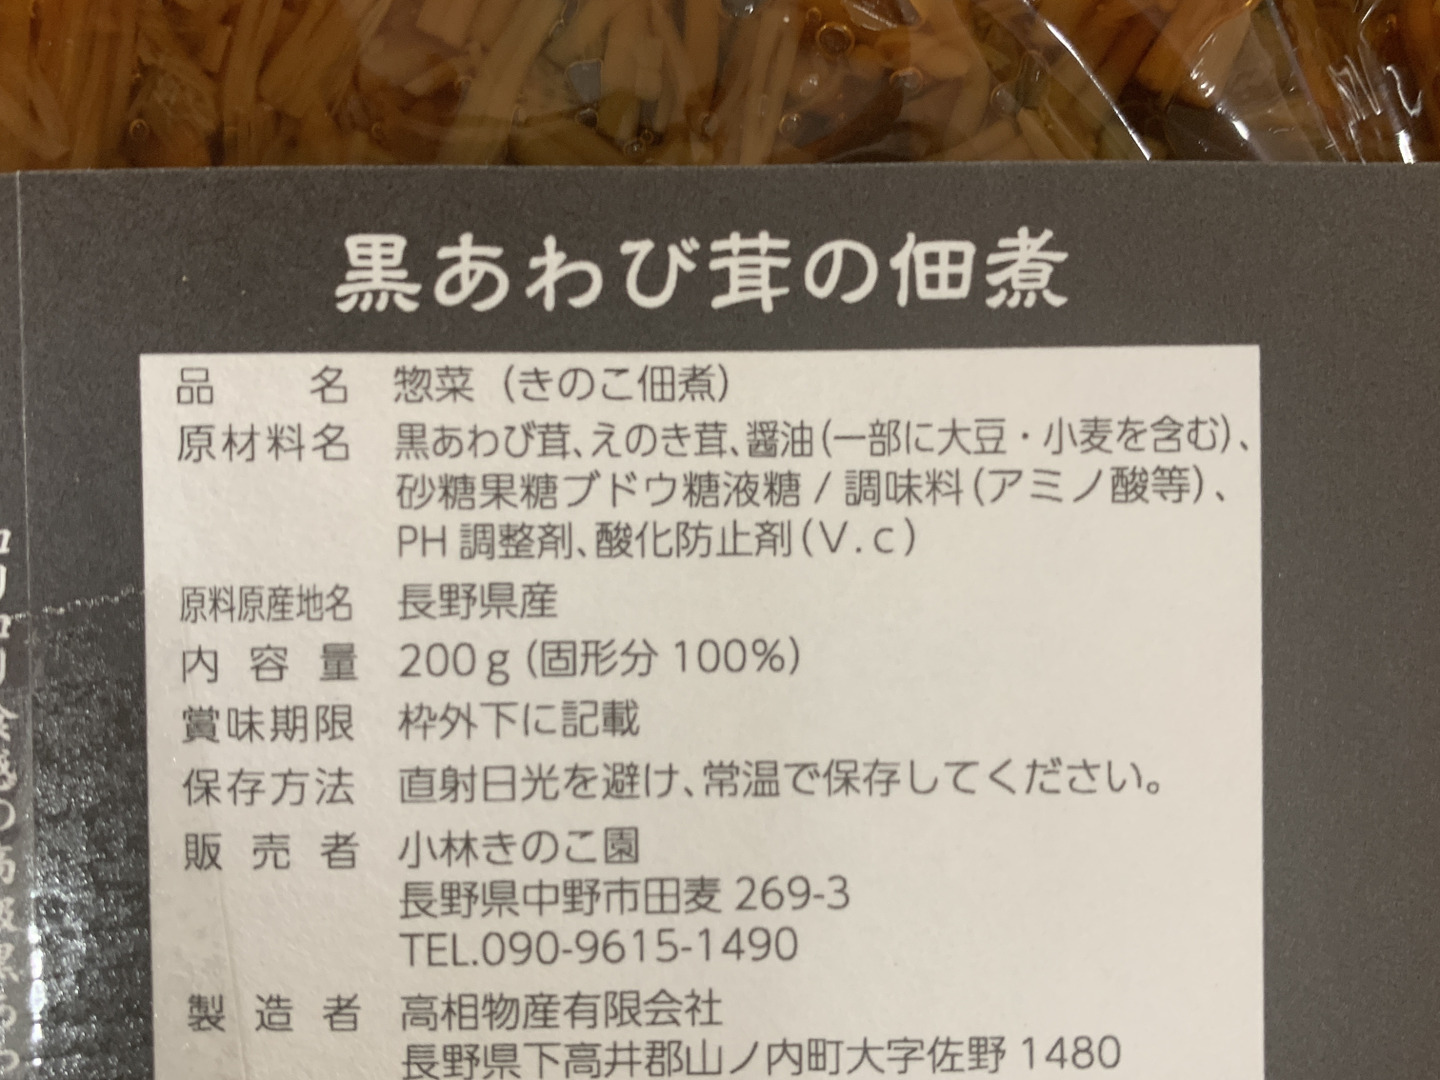 黒あわび茸の佃煮
品名 惣菜（きのこ佃煮）
原材料名 黒あわび茸、えのき茸、醤油（一部に大豆・小麦を含む）、
砂糖果糖ブドウ糖液糖 / 調味料（アミノ酸等）、
PH 調整剤、酸化防止剤（V.c）
原料原産地名 長野県産
内容量 200g（固形分 100%）
賞味期限 枠外下に記載
保存方法 直射日光を避け、常温で保存してください。
販売者 小林きのこ園
長野県中野市田麦 269-3
TEL.090-9615-1490
製造者 高相物産有限会社
長野県下高井郡山ノ内町大字佐野 1480